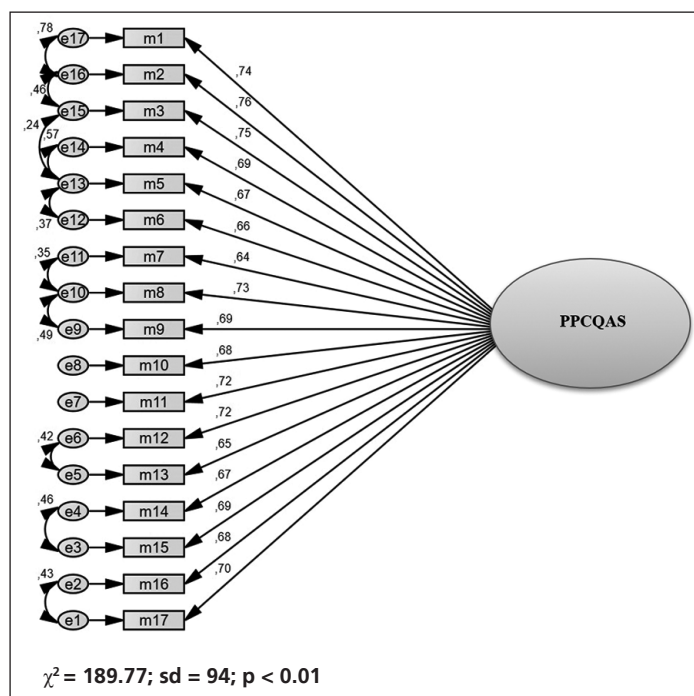 ,78 e17 m1
,74
e16 m2
,76
,46
e15 m3
,75
,24 ,57
e14 m4
,69
e13 m5
,67
e12 m6
,37
,66
,35 e11 m7
,64
e10 m8
,73
PPCQAS
e9 m9
,49
,69
e8 m10
,68
e7 m11
,72
,42 e6 m12
,72
e5 m13
,65
,46 e4 m14
,67
e3 m15
,69
,43 e2 m16
,68
e1 m17
,70
χ² = 189.77; sd = 94; p < 0.01